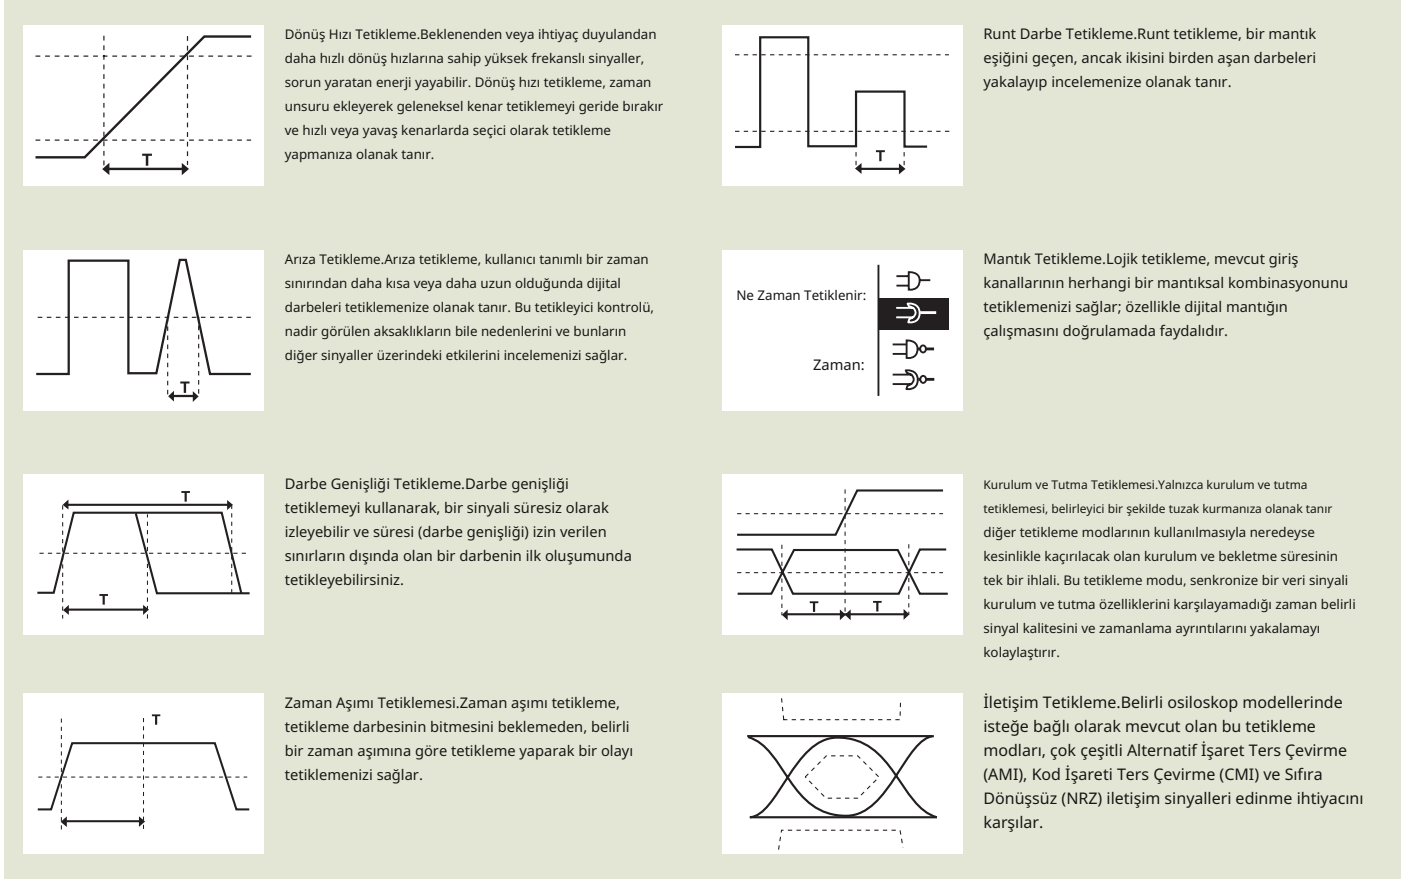 Dönüş Hızı Tetikleme.Beklenenden veya ihtiyaç duyulandan
daha hızlı dönüş hızlarına sahip yüksek frekanslı sinyaller,
sorun yaratan enerji yayabilir. Dönüş hızı tetikleme, zaman
unsuru ekleyerek geleneksel kenar tetiklemeyi geride bırakır
ve hızlı veya yavaş kenarlarda seçici olarak tetikleme
yapmanıza olanak tanır.
T
Runt Darbe Tetikleme.Runt tetikleme, bir mantık
eşiğini geçen, ancak ikisini birden aşan darbeleri
yakalayıp incelemenize olanak tanır.
T
Arıza Tetikleme.Arıza tetikleme, kullanıcı tanımlı bir zaman
sınırından daha kısa veya daha uzun olduğunda dijital
darbeleri tetiklemenize olanak tanır. Bu tetikleyici kontrolü,
nadir görülen aksaklıkların bile nedenlerini ve bunların
diğer sinyaller üzerindeki etkilerini incelemenizi sağlar.
T
Ne Zaman Tetiklenir:
Zaman:
Mantık Tetikleme.Lojik tetikleme, mevcut giriş
kanallarının herhangi bir mantıksal kombinasyonunu
tetiklemenizi sağlar; özellikle dijital mantığın
çalışmasını doğrulamada faydalıdır.
T
T
Darbe Genişliği Tetikleme.Darbe genişliği
tetiklemeyi kullanarak, bir sinyali süresiz olarak
izleyebilir ve süresi (darbe genişliği) izin verilen
sınırların dışında olan bir darbenin ilk oluşumunda
tetikleyebilirsiniz.
T T
Kurulum ve Tutma Tetiklemesi.Yalnızca kurulum ve tutma
tetiklemesi, belirleyici bir şekilde tuzak kurmanıza olanak tanır
diğer tetikleme modlarının kullanılmasıyla neredeyse
kesinlikle kaçırılacak olan kurulum ve bekletme süresinin
tek bir ihlali. Bu tetikleme modu, senkronize bir veri sinyali
kurulum ve tutma özelliklerini karşılayamadığı zaman belirli
sinyal kalitesini ve zamanlama ayrıntılarını yakalamayı
kolaylaştırır.
T
Zaman Aşımı Tetiklemesi.Zaman aşımı tetikleme,
tetikleme darbesinin bitmesini beklemeden, belirli
bir zaman aşımına göre tetikleme yaparak bir olayı
tetiklemenizi sağlar.
İletişim Tetikleme.Belirli osiloskop modellerinde
isteğe bağlı olarak mevcut olan bu tetikleme
modları, çok çeşitli Alternatif İşaret Ters Çevirme
(AMI), Kod İşareti Ters Çevirme (CMI) ve Sıfıra
Dönüşsüz (NRZ) iletişim sinyalleri edinme ihtiyacını
karşılar.